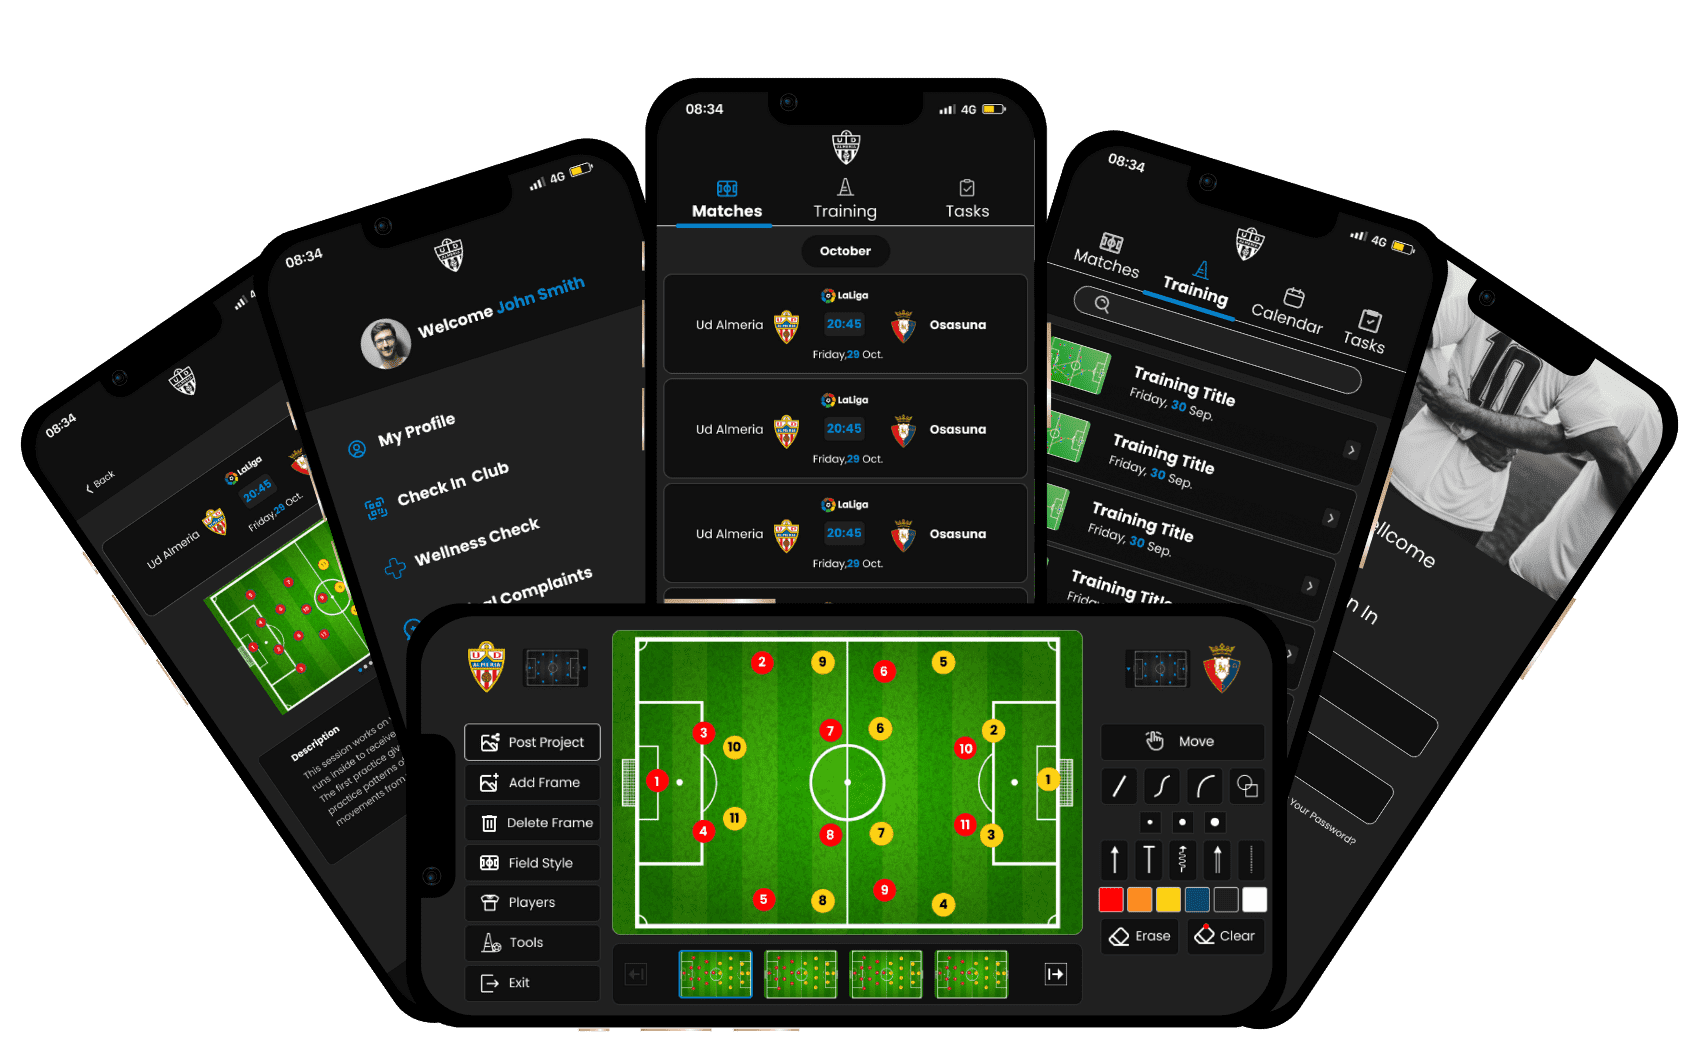 08:34
4
Back
LaLiga
Ud Almeria
20:45
Friday,29 Oct.
Description
This session works on
runs inside to receive
The first practice
practice patterns
movements from
08:34
4G
Welcome John Smith
My Profile
Check In Club
Wellness Check
Complaints
08:34
4G
UD
ALMERIA
Matches
Training
Tasks
October
LaLiga
Ud Almeria
20:45
Osasuna
Friday,29 Oct.
LaLiga
Ud Almeria
20:45
Osasuna
Friday,29 Oct.
LaLiga
Ud Almeria
20:45
Osasuna
Friday,29 Oct.
08:34
4G
Matches
Training
Calendar
Tasks
Training Title
Friday, 30 Sep.
Training Title
Friday, 30 Sep.
Training Title
Friday, 30 Sep.
Training Title
10
In
Your Password?
UD
ALMERIA
Post Project
Add Frame
Delete Frame
Field Style
Players
Tools
Exit
2 9 6 5
3 10 7 6 10 2
1 1
4 11 8 7 11 3
5 8 9 4
Move
Erase
Clear